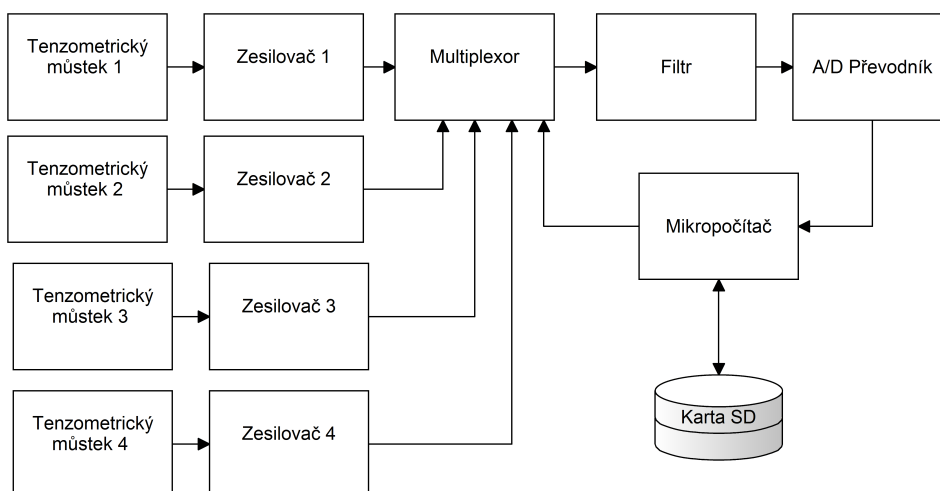 Tenzometrický
můstek 1
Zesilovač 1
Multiplexor
Filtr
A/D Převodník
Tenzometrický
můstek 2
Zesilovač 2
Mikropočítač
Tenzometrický
můstek 3
Zesilovač 3
Tenzometrický
můstek 4
Zesilovač 4
Karta SD